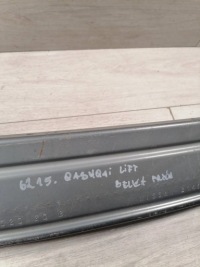 6215. QASHQAI LIFT
BELKA PRZÓD